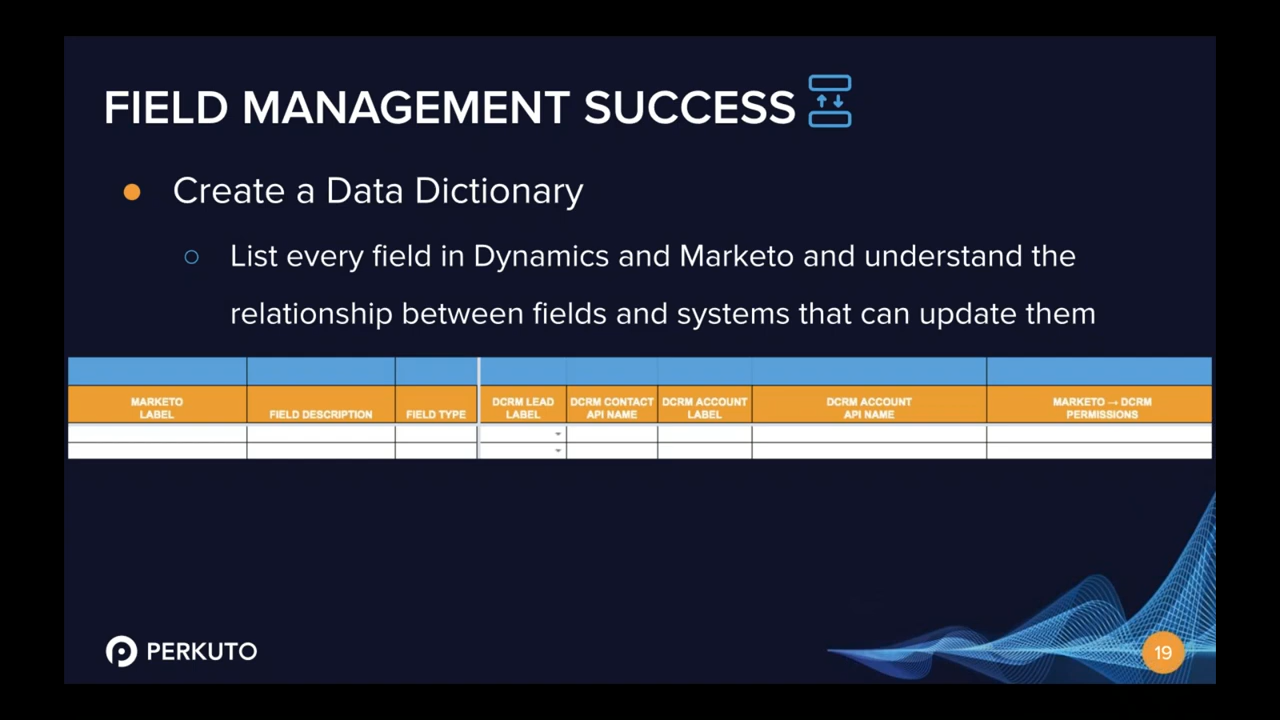 FIELD MANAGEMENT SUCCESS
Create a Data Dictionary
List every field in Dynamics and Marketo and understand the
relationship between fields and systems that can update them
MARKETO LABEL
FIELD DESCRIPTION
FIELD TYPE
DCRM LEAD LABEL
DCRM CONTACT API NAME
DCRM ACCOUNT LABEL
DCRM ACCOUNT API NAME
MARKETO → DCRM PERMISSIONS
PERKUTO
19